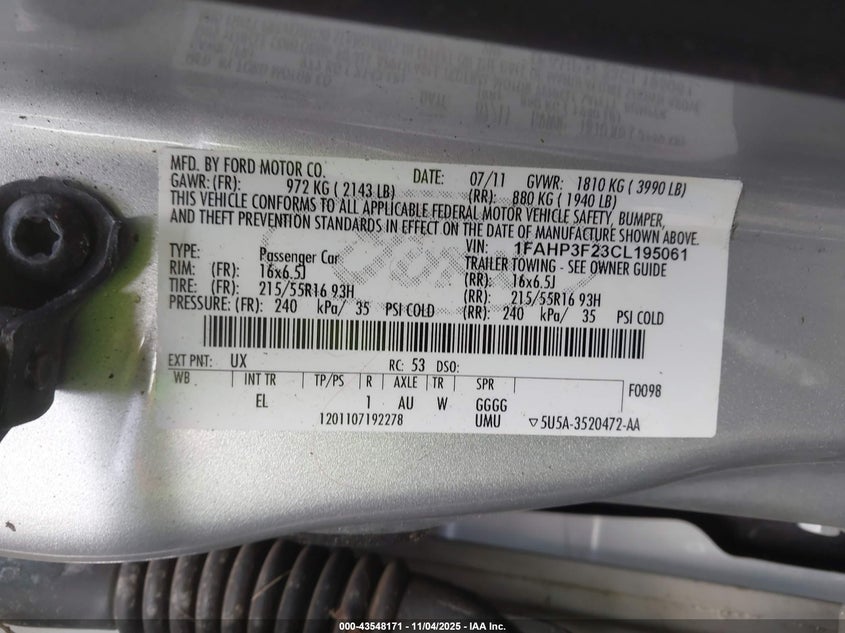 MFD. BY FORD MOTOR CO. DATE: 07/11 GVWR: 1810 KG ( 3990 LB)
GAWR: (FR): 972 KG ( 2143 LB) (RR): 880 KG ( 1940 LB)
THIS VEHICLE CONFORMS TO ALL APPLICABLE FEDERAL MOTOR VEHICLE SAFETY, BUMPER,
AND THEFT PREVENTION STANDARDS IN EFFECT ON THE DATE OF MANUFACTURE SHOWN ABOVE.
VIN: 1FAHP3F23CL195061
TYPE: Passenger Car TRAILER TOWING - SEE OWNER GUIDE
RIM: (FR): 16x6.5J (RR): 16x6.5J
TIRE: (FR): 215/55R16 93H (RR): 215/55R16 93H
PRESSURE: (FR): 240 kPa/ 35 PSI COLD (RR): 240 kPa/ 35 PSI COLD
EXT PNT: UX RC: 53 DSO:
WB INT TR TP/PS R AXLE TR SPR F0098
EL 1 AU W GGGG
1201107192278 UMU ▽5U5A-3520472-AA
000-43548171 - 11/04/2025 - IAA Inc.